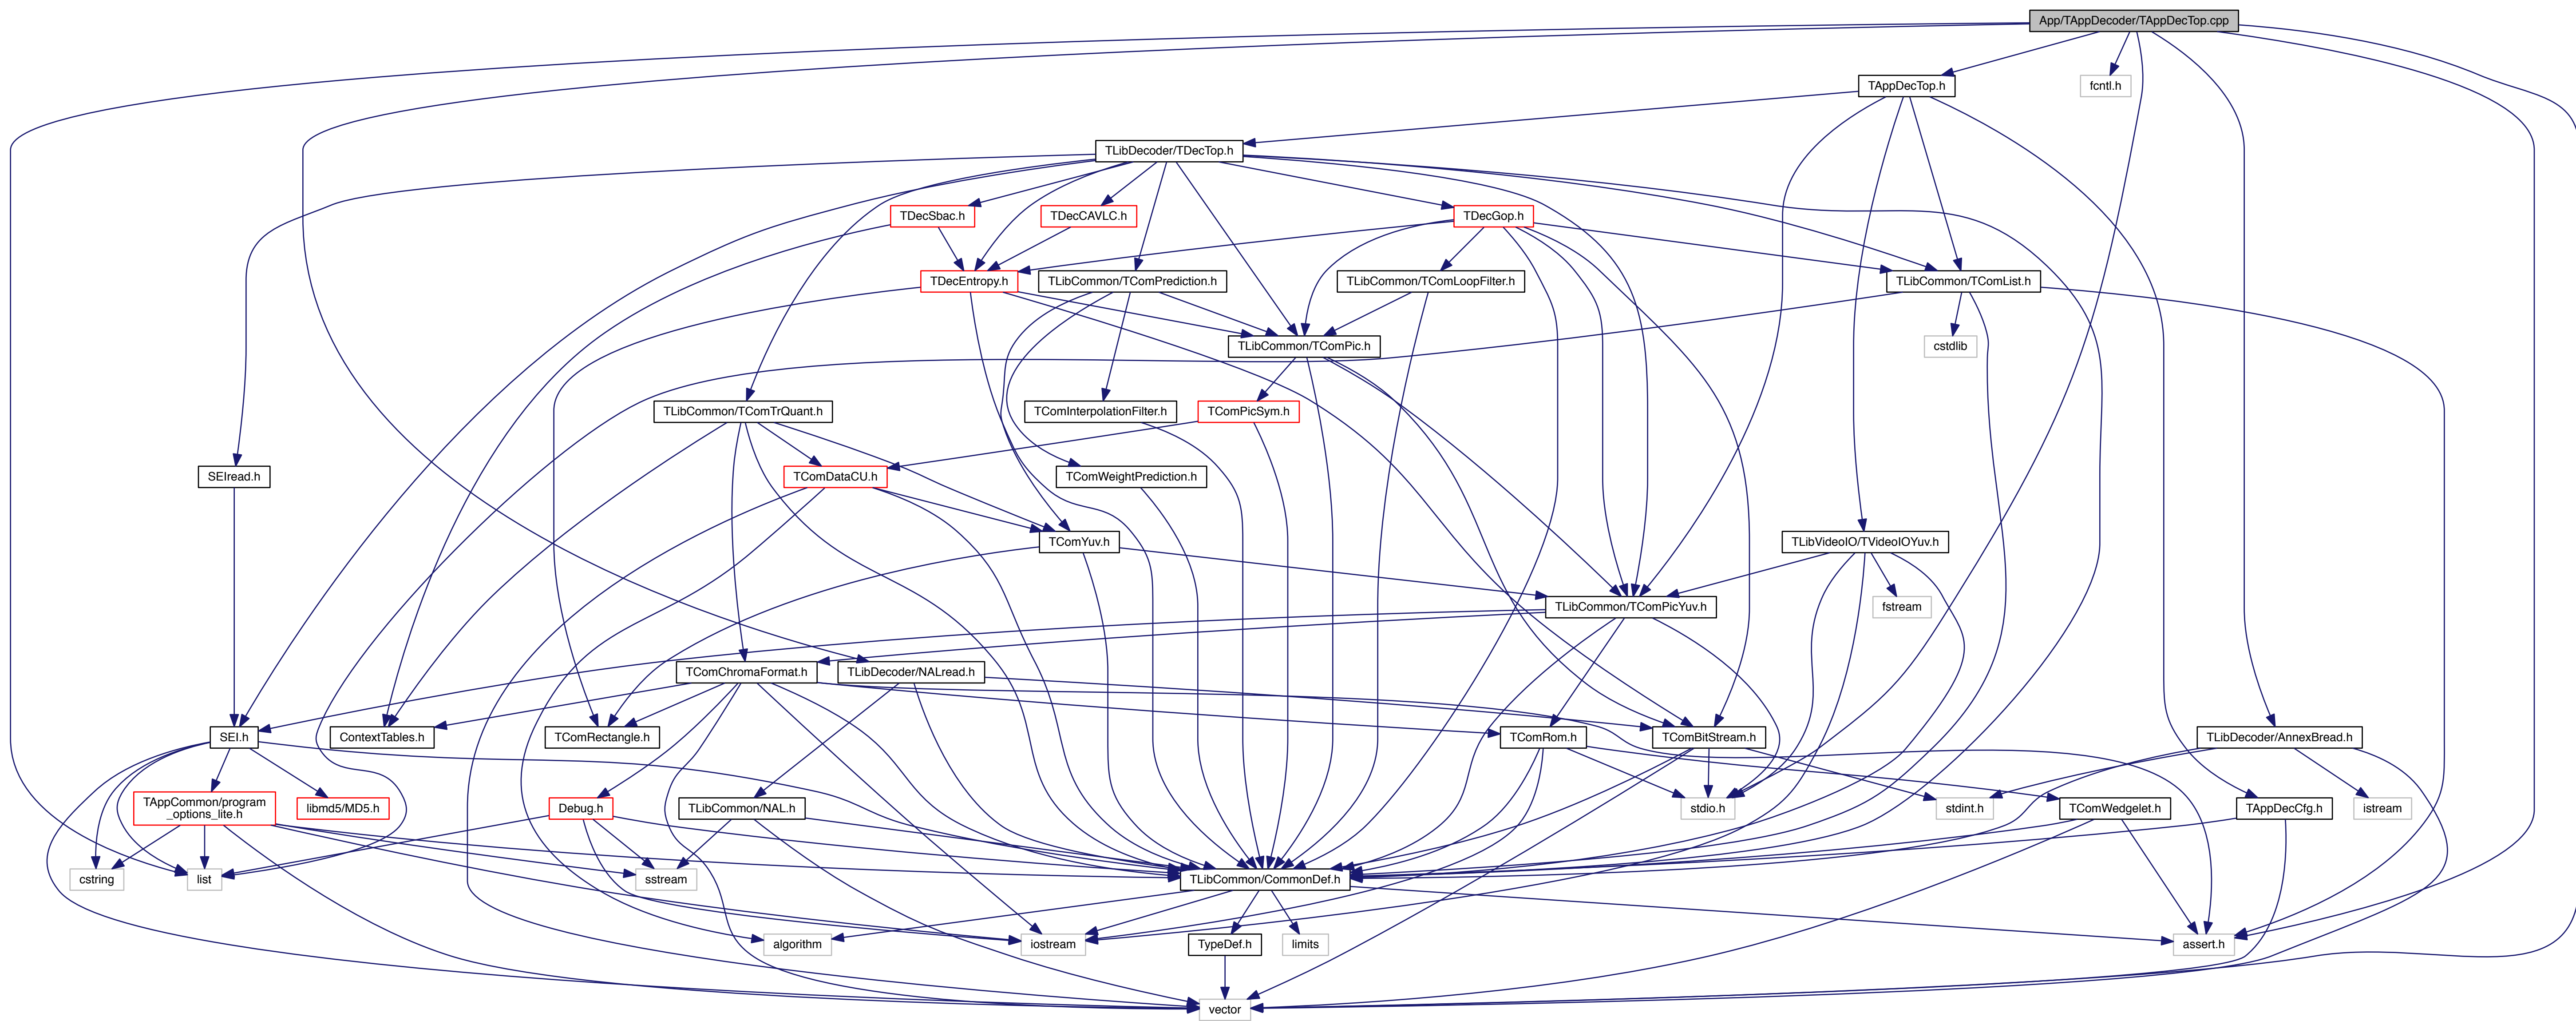 App/TAppDecoder/TAppDecTop.cpp
TAppDecTop.h
fcntl.h
TLibDecoder/TDecTop.h
TDecSbac.h
TDecCAVLC.h
TDecGop.h
TDecEntropy.h
TLibCommon/TComPrediction.h
TLibCommon/TComLoopFilter.h
TLibCommon/TComList.h
TLibCommon/TComPic.h
cstdlib
TLibCommon/TComTrQuant.h
TComInterpolationFilter.h
TComPicSym.h
SEIread.h
TComDataCU.h
TComWeightPrediction.h
TComYuv.h
TLibVideoIO/TVideoIOYuv.h
TLibCommon/TComPicYuv.h
fstream
TComChromaFormat.h
TLibDecoder/NALread.h
SEI.h
ContextTables.h
TComRectangle.h
TComRom.h
TComBitStream.h
TLibDecoder/AnnexBread.h
TAppCommon/program
_options_lite.h
libmd5/MD5.h
Debug.h
TLibCommon/NAL.h
stdio.h
stdint.h
TComWedgelet.h
TAppDecCfg.h
istream
cstring
list
sstream
TLibCommon/CommonDef.h
algorithm
iostream
TypeDef.h
limits
assert.h
vector